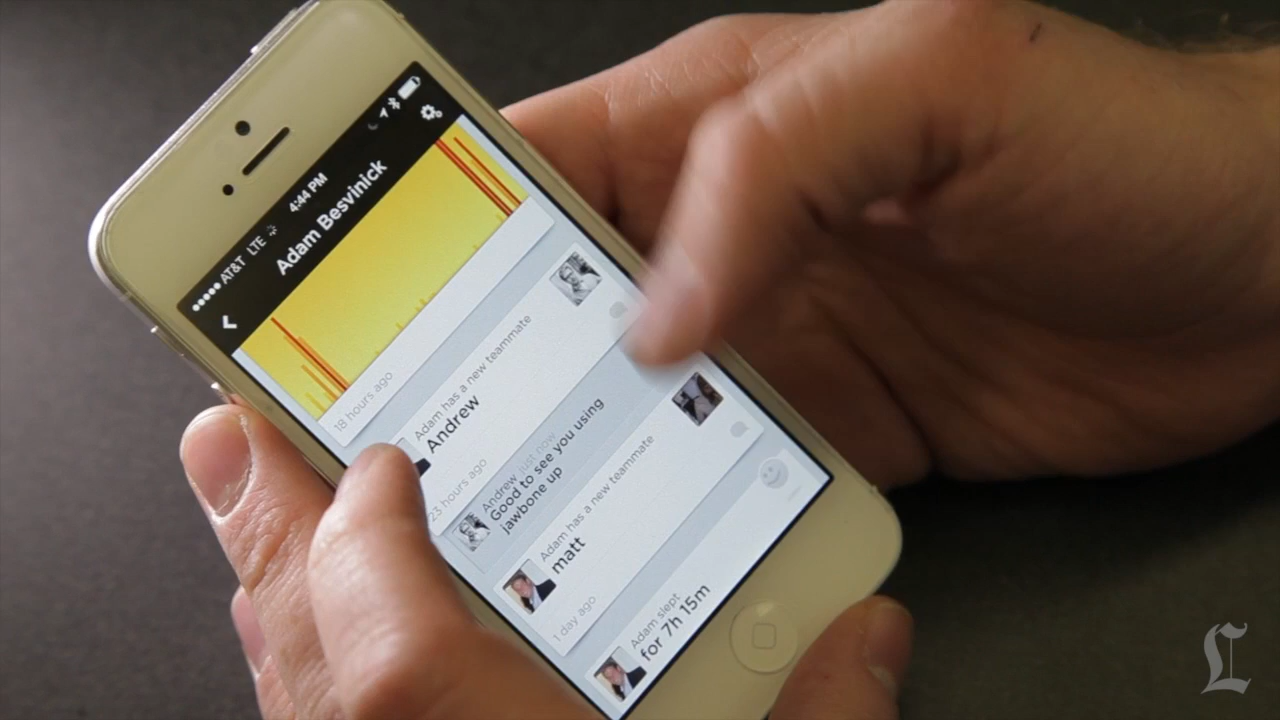 AT&T LTE 4:44 PM
Adam Besvinick
18 hours ago
Adam has a new teammate
Andrew
23 hours ago
Andrew just now
Good to see you using
jawbone up
Adam has a new teammate
matt
1 day ago
Adam slept
for 7h 15m
L